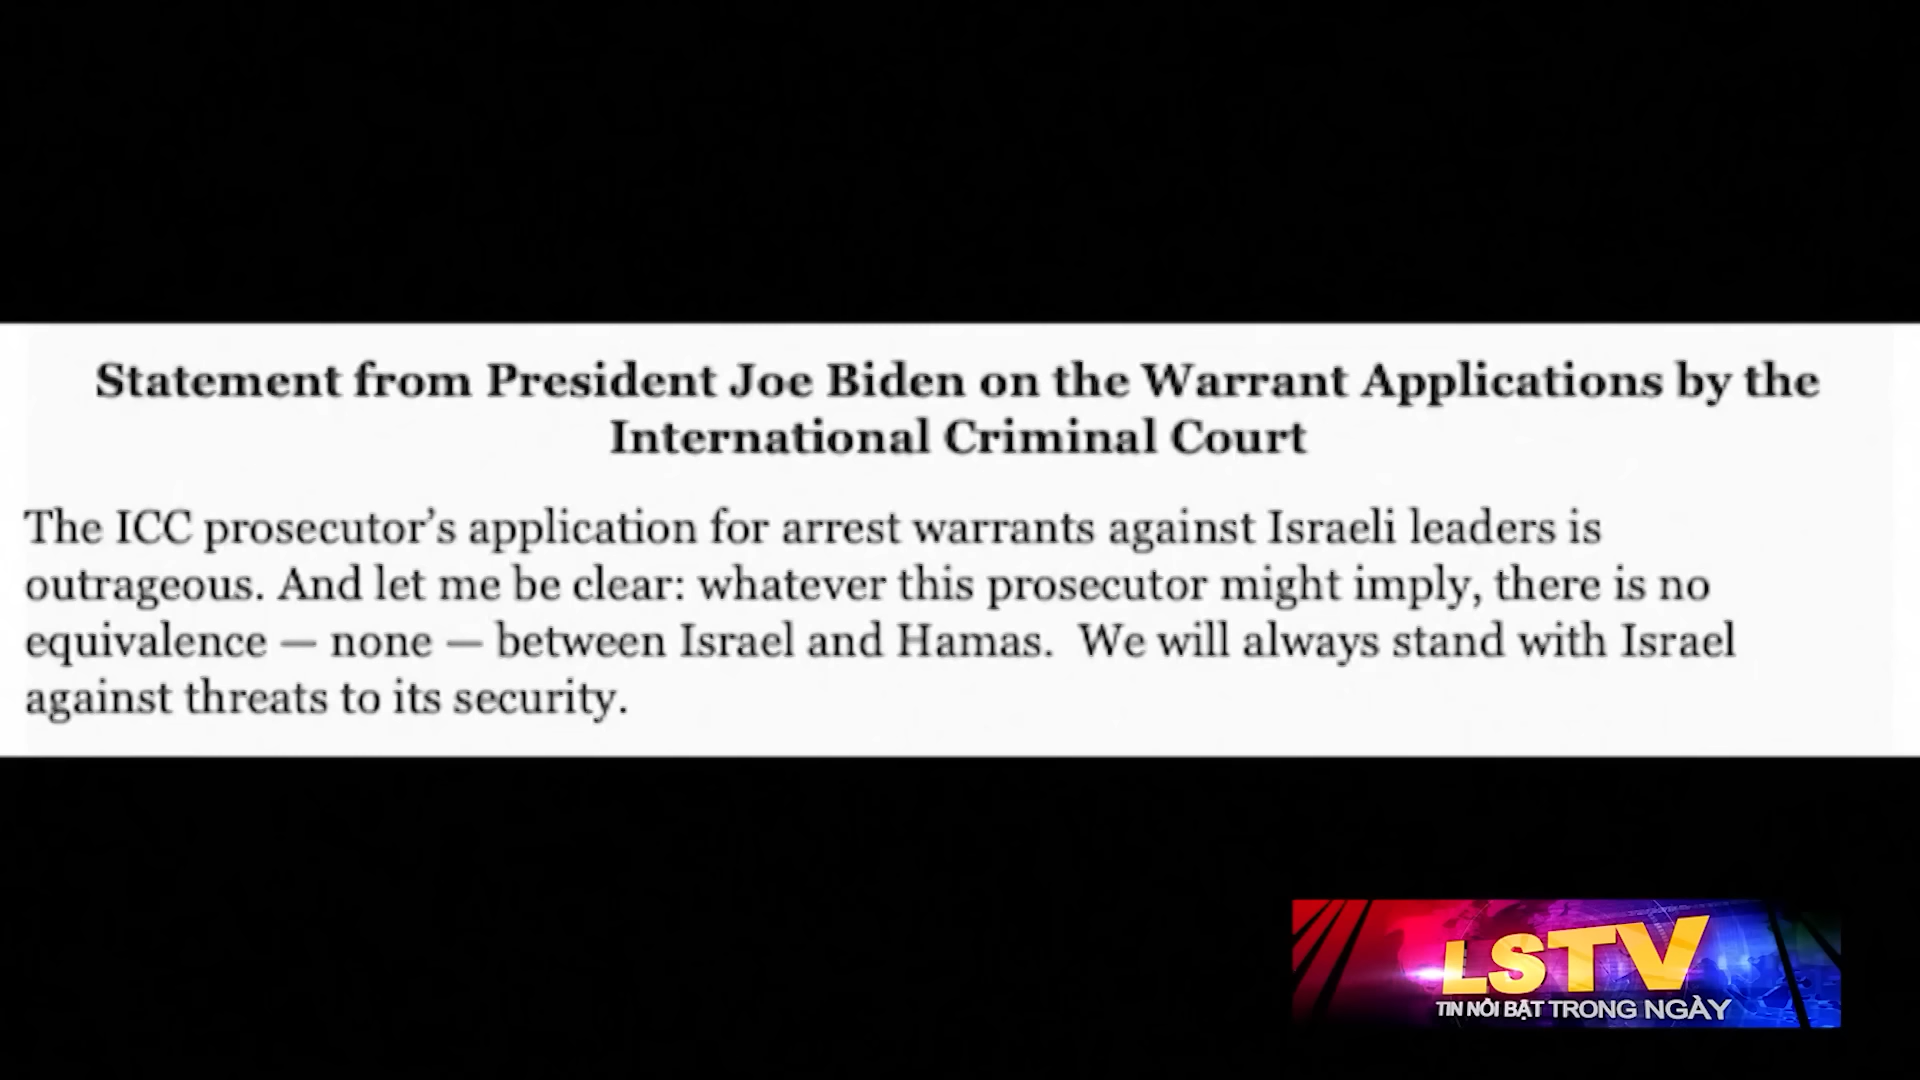 Statement from President Joe Biden on the Warrant Applications by the
International Criminal Court
The ICC prosecutor’s application for arrest warrants against Israeli leaders is
outrageous. And let me be clear: whatever this prosecutor might imply, there is no
equivalence — none — between Israel and Hamas.  We will always stand with Israel
against threats to its security.
LSTV
TIN NỔI BẬT TRONG NGÀY